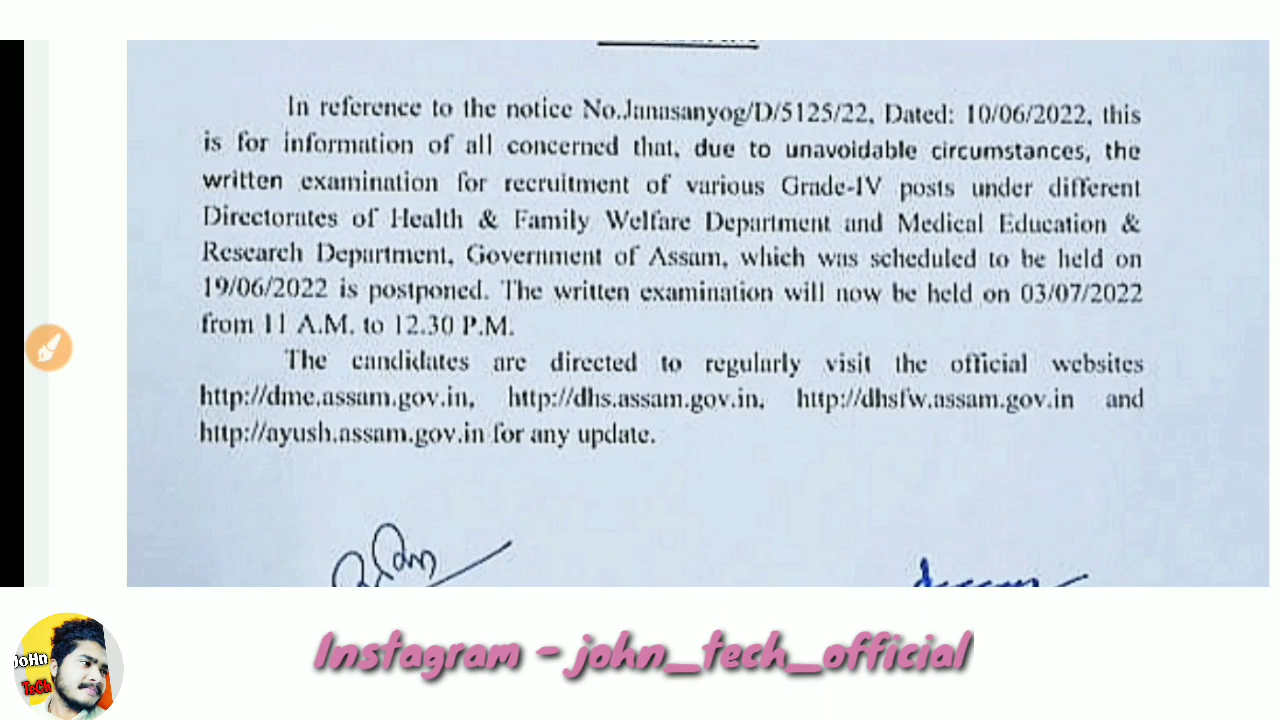 In reference to the notice No.Janasanyog/D/5125/22, Dated: 10/06/2022, this
is for information of all concerned that, due to unavoidable circumstances, the
written examination for recruitment of various Grade-IV posts under different
Directorates of Health & Family Welfare Department and Medical Education &
Research Department, Government of Assam, which was scheduled to be held on
19/06/2022 is postponed. The written examination will now be held on 03/07/2022
from 11 A.M. to 12.30 P.M.
The candidates are directed to regularly visit the official websites
http://dme.assam.gov.in, http://dhs.assam.gov.in, http://dhsfw.assam.gov.in and
http://ayush.assam.gov.in for any update.
JoHn
TeCh
Instagram - john_tech_official